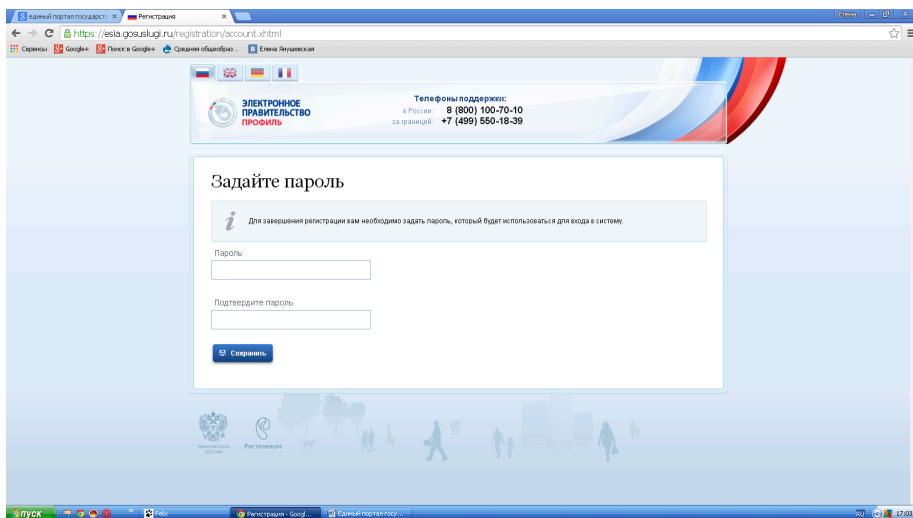 единый портал государст
Регистрация
Елена
https://esia.gosuslugi.ru/registration/account.xhtml
Сервисы
Google+
Поиск в Google+
Средняя общеобраз...
Елена Янушевская
ЭЛЕКТРОННОЕ
ПРАВИТЕЛЬСТВО
ПРОФИЛЬ
Телефоны поддержки:
в России: 8 (800) 100-70-10
за границей: +7 (499) 550-18-39
Задайте пароль
Для завершения регистрации вам необходимо задать пароль, который будет использоваться для входа в систему.
Пароль
Подтвердите пароль
Сохранить
РОССИИ
Ростелеком
пуск
Felix
Регистрация - Googl...
Единый портал госу...
RU
17:03